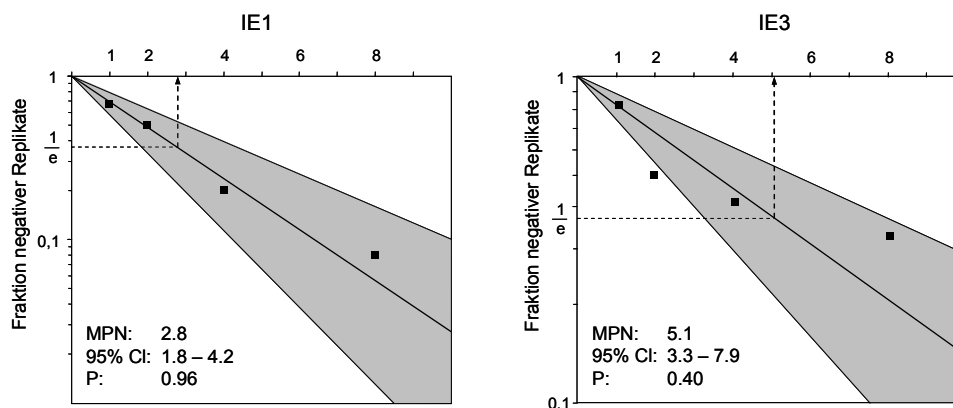 IE1
1 2 4 6 8
Fraktion negativer Replikate
1
1
e
0,1
MPN: 2.8
95% CI: 1.8 – 4.2
P: 0.96
IE3
1 2 4 6 8
Fraktion negativer Replikate
1
1
e
0,1
MPN: 5.1
95% CI: 3.3 – 7.9
P: 0.40